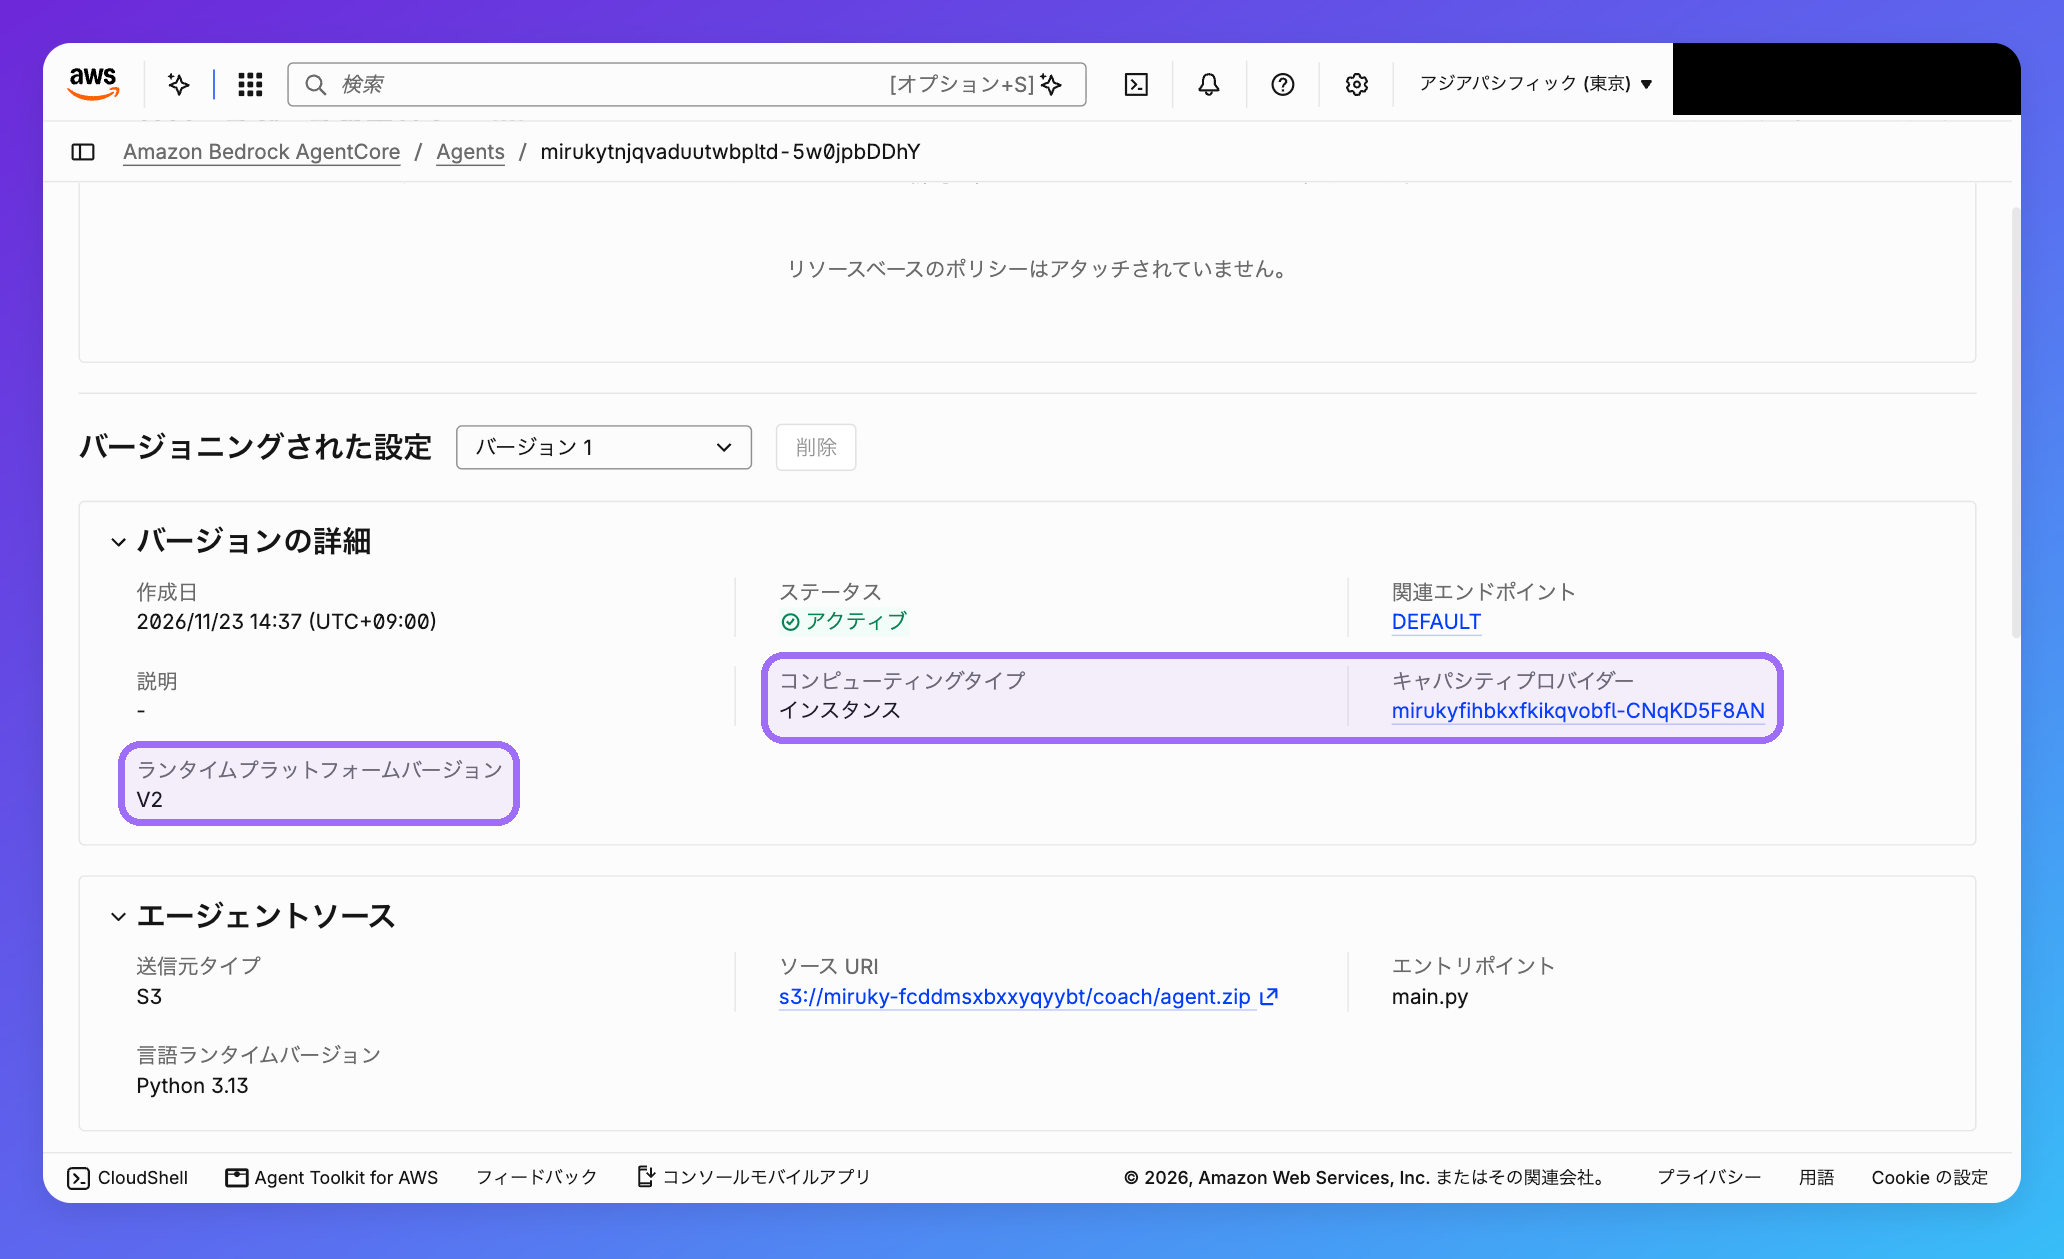 aws
検索 [オプション+S]
アジアパシフィック (東京)
Amazon Bedrock AgentCore / Agents / mirukytnjqvaduutwbpltd-5w0jpbDDhY
リソースベースのポリシーはアタッチされていません。
バージョニングされた設定 バージョン 1 削除
バージョンの詳細
作成日
2026/11/23 14:37 (UTC+09:00)
ステータス
アクティブ
関連エンドポイント
DEFAULT
説明
-
コンピューティングタイプ
インスタンス
キャパシティプロバイダー
mirukyfihbkxfkikqvobfl-CNqKD5F8AN
ランタイムプラットフォームバージョン
V2
エージェントソース
送信元タイプ
S3
ソース URI
s3://miruky-fcddmsxbxxyqyybt/coach/agent.zip
エントリポイント
main.py
言語ランタイムバージョン
Python 3.13
CloudShell Agent Toolkit for AWS フィードバック コンソールモバイルアプリ © 2026, Amazon Web Services, Inc. またはその関連会社。 プライバシー 用語 Cookie の設定